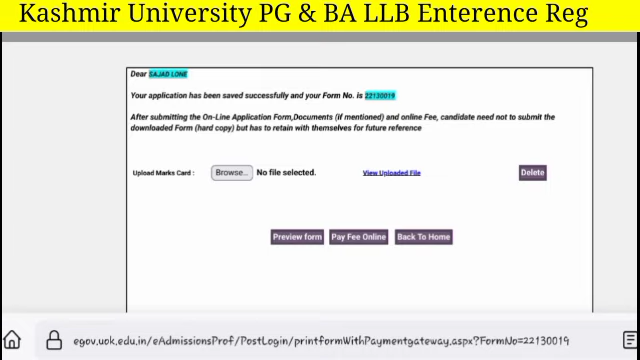 Kashmir University PG & BA LLB Enterence Reg
Dear SAJAD LONE
Your application has been saved successfully and your Form No. is 22130019
After submitting the On-Line Application Form,Documents (if mentioned) and online Fee, candidate need not to submit the
downloaded Form (hard copy) but has to retain with themselves for future reference
Upload Marks Card : Browse... No file selected. View Uploaded File Delete
Preview form Pay Fee Online Back To Home
egov.uok.edu.in/eAdmissionsProf/PostLogin/printformWithPaymentgateway.aspx?FormNo=22130019